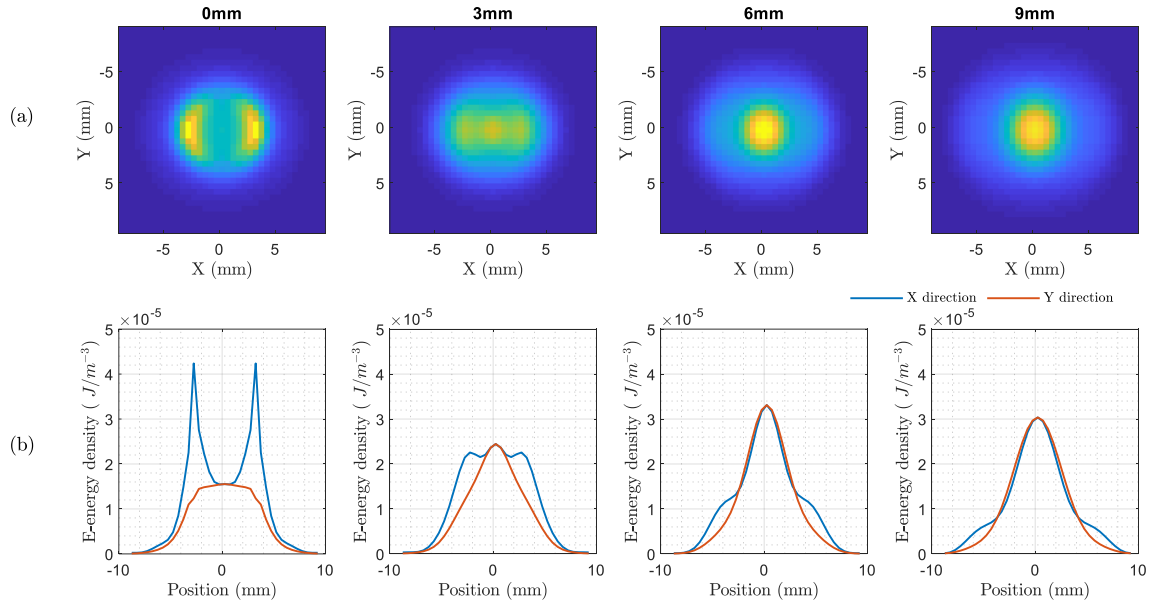 0mm 3mm 6mm 9mm
(a)
Y (mm) Y (mm) Y (mm) Y (mm)
-5 -5 -5 -5
0 0 0 0
5 5 5 5
-5 0 5 -5 0 5 -5 0 5 -5 0 5
X (mm) X (mm) X (mm) X (mm)
X direction Y direction
(b)
×10⁻⁵ ×10⁻⁵ ×10⁻⁵ ×10⁻⁵
E-energy density ( J/m⁻³) E-energy density ( J/m⁻³) E-energy density ( J/m⁻³) E-energy density ( J/m⁻³)
5 5 5 5
4 4 4 4
3 3 3 3
2 2 2 2
1 1 1 1
0 0 0 0
-10 0 10 -10 0 10 -10 0 10 -10 0 10
Position (mm) Position (mm) Position (mm) Position (mm)